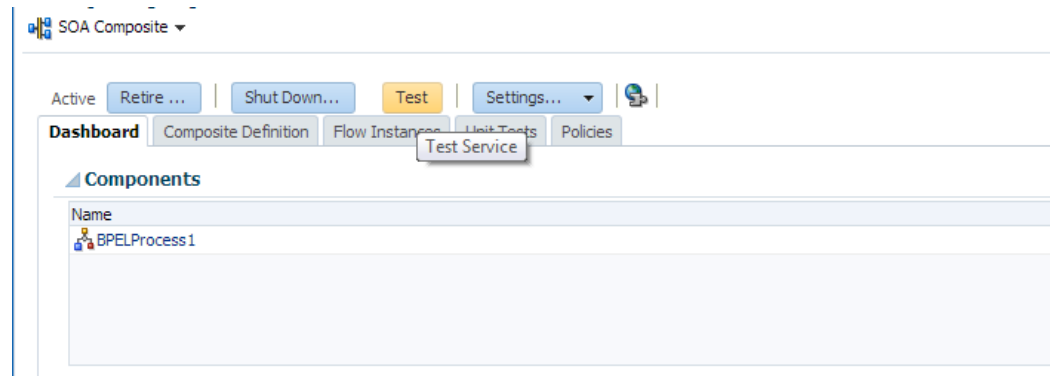 SOA Composite
Active Retire ... Shut Down... Test Settings...
Dashboard Composite Definition Flow Instances Unit Tests Policies
Test Service
Components
Name
BPELProcess1